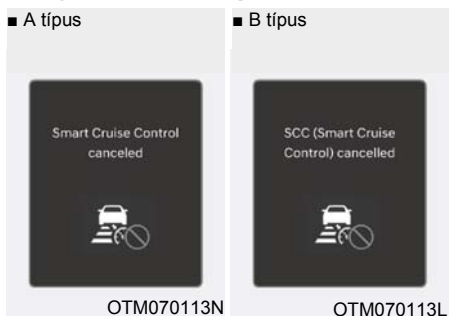 ■ A típus
■ B típus
Smart Cruise Control
canceled
SCC (Smart Cruise
Control) cancelled
OTM070113N
OTM070113L